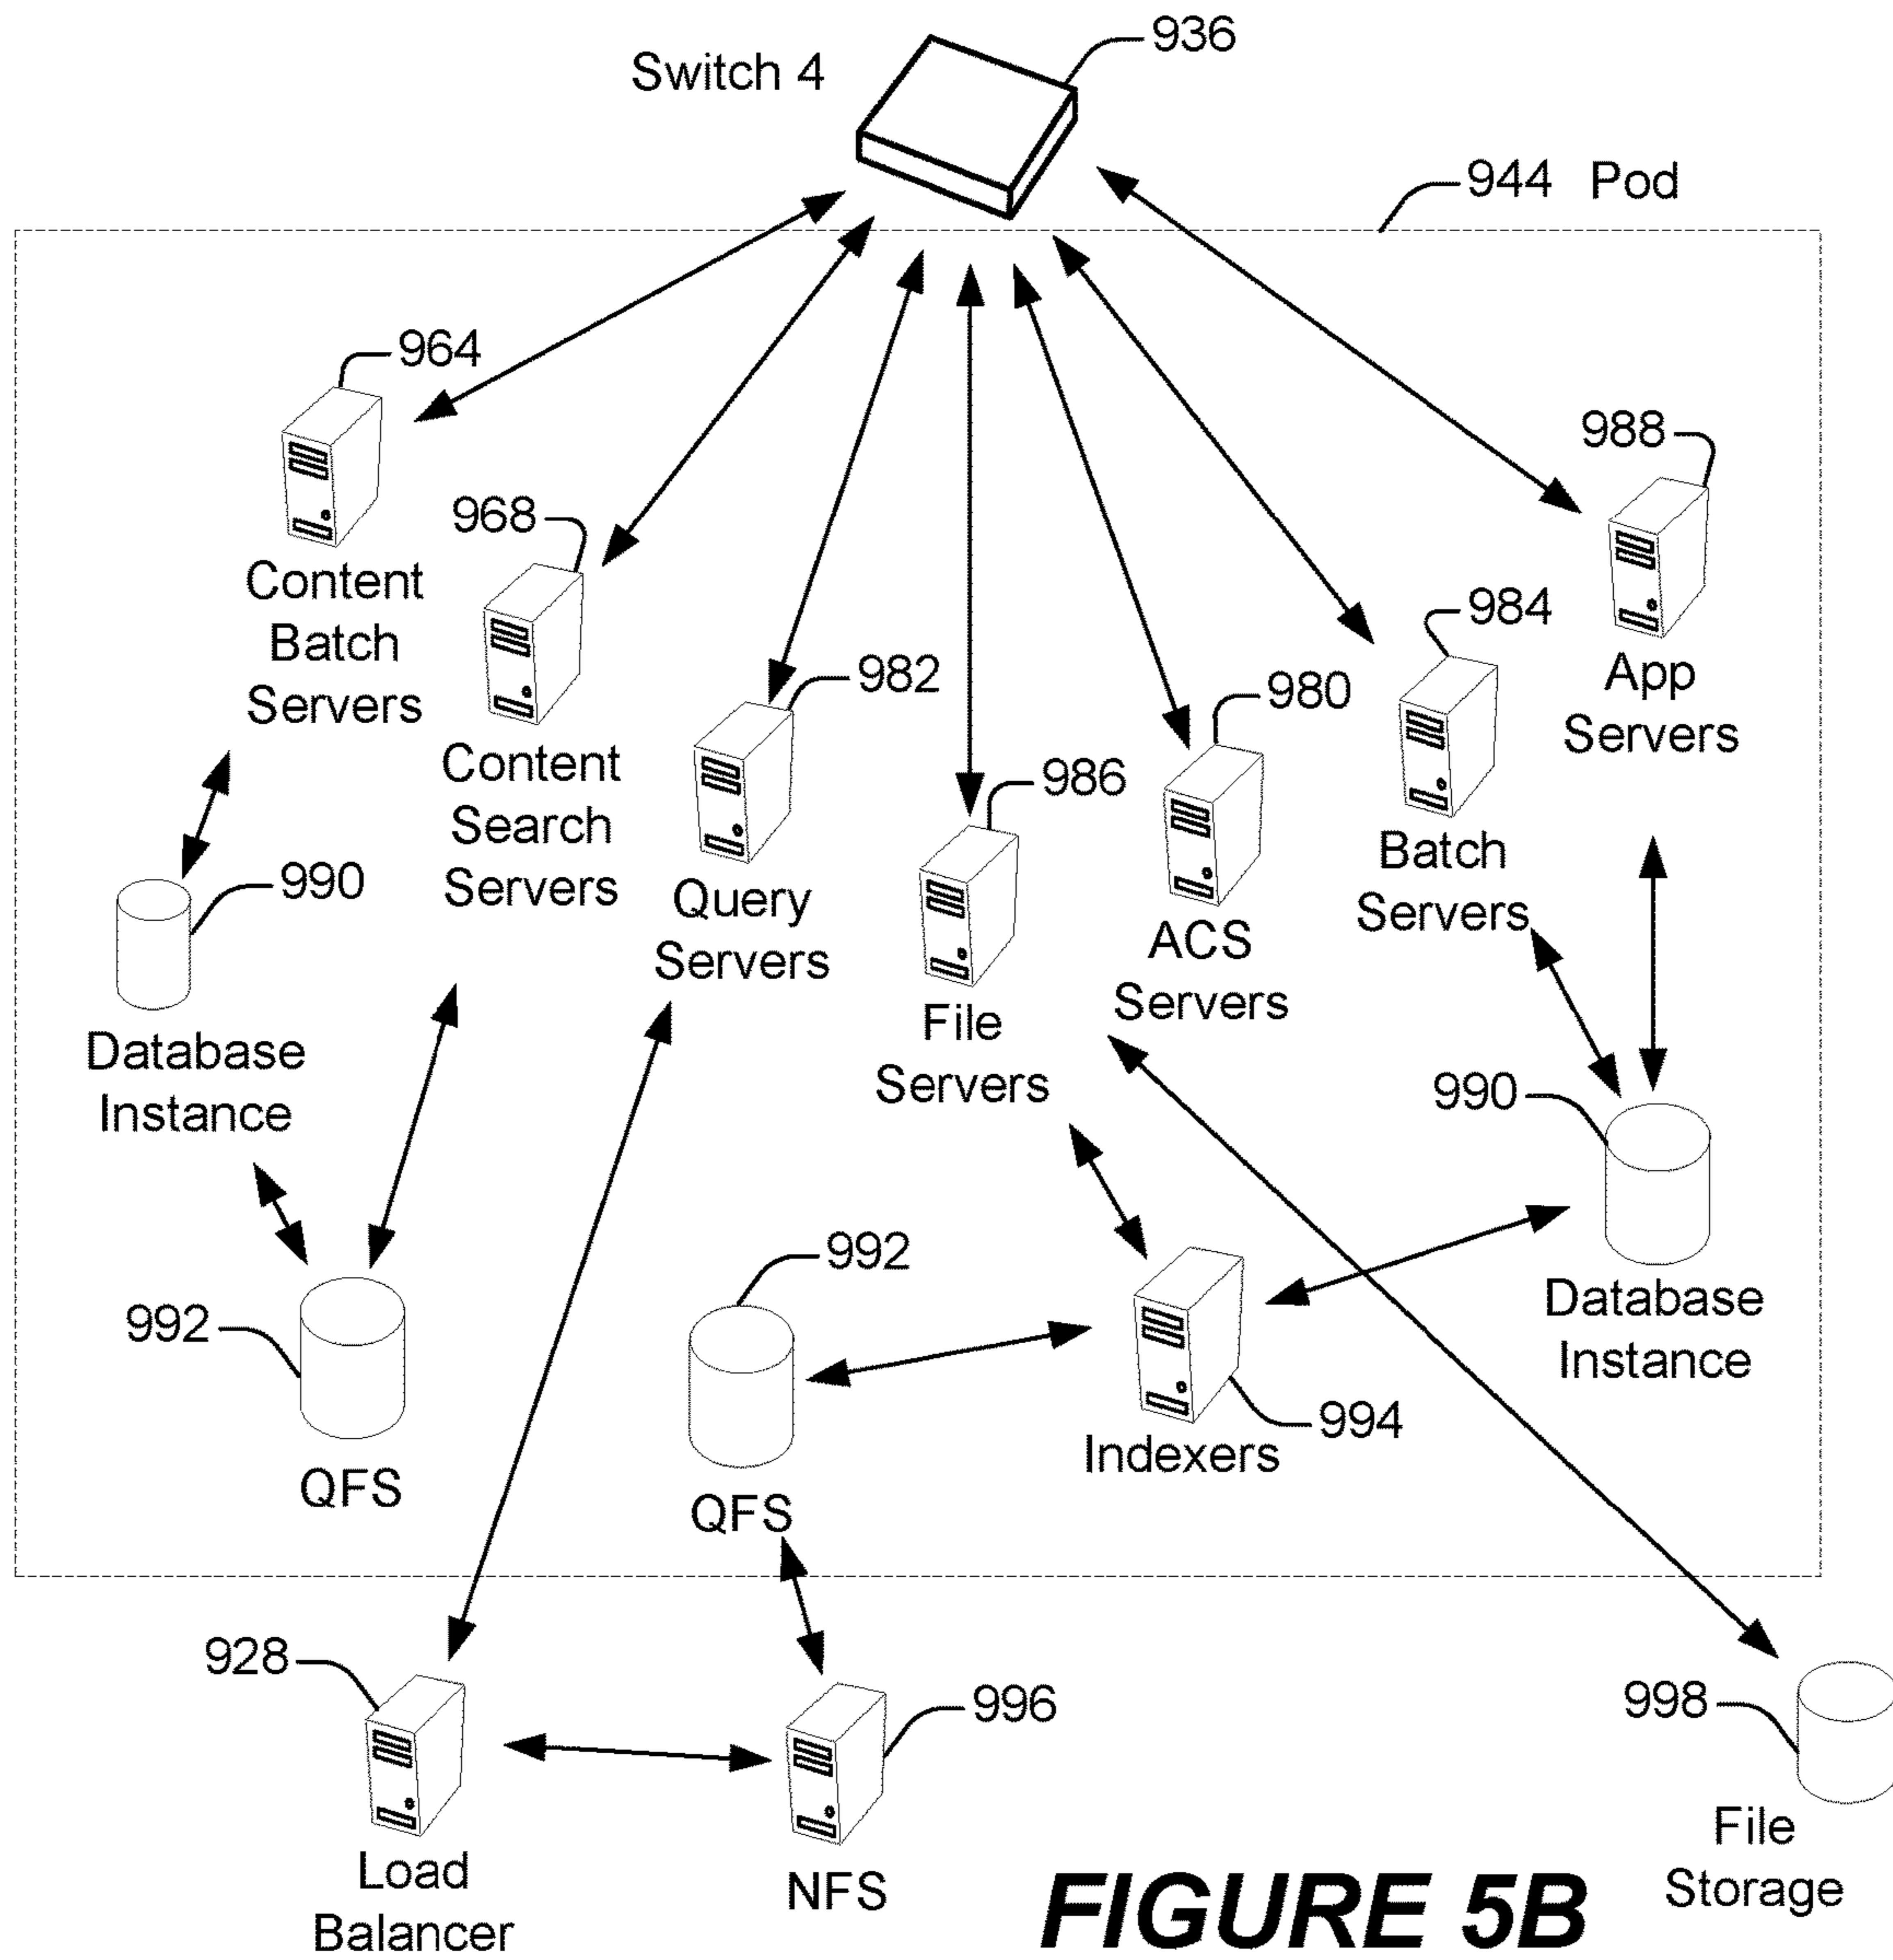 936
Switch 4
944 Pod
964
Content
Batch
Servers
968
Content
Search
Servers
982
Query
Servers
986
File
Servers
980
ACS
Servers
984
Batch
Servers
988
App
Servers
990
Database
Instance
990
Database
Instance
992
QFS
992
QFS
994
Indexers
928
Load
Balancer
996
NFS
998
File
Storage
FIGURE 5B